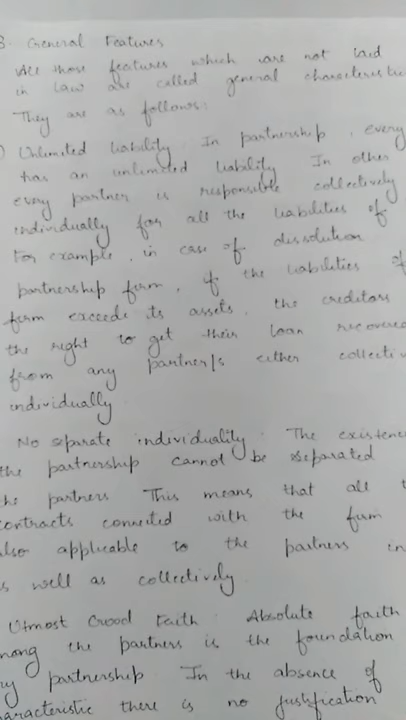 B. General Features
All those features which are not laid
in law are called general
They are as follows:
Unlimited liability. In partnership, every
has an unlimited liability. In other
every partner is responsible collectively
individually for all the liabilities of
For example, in case of dissolution
partnership firm, if the liabilities of
firm exceeds its assets, the creditors
the right to get their loan recovered
from any partner/s either
individually.
No separate individuality. The
the partnership cannot be separated
the partners This means that all
contracts connected with the firm
also applicable to the partners
as well as collectively.
Utmost Good Faith. Absolute faith
the partners is the foundation
partnership. In the absence of
there is no justification